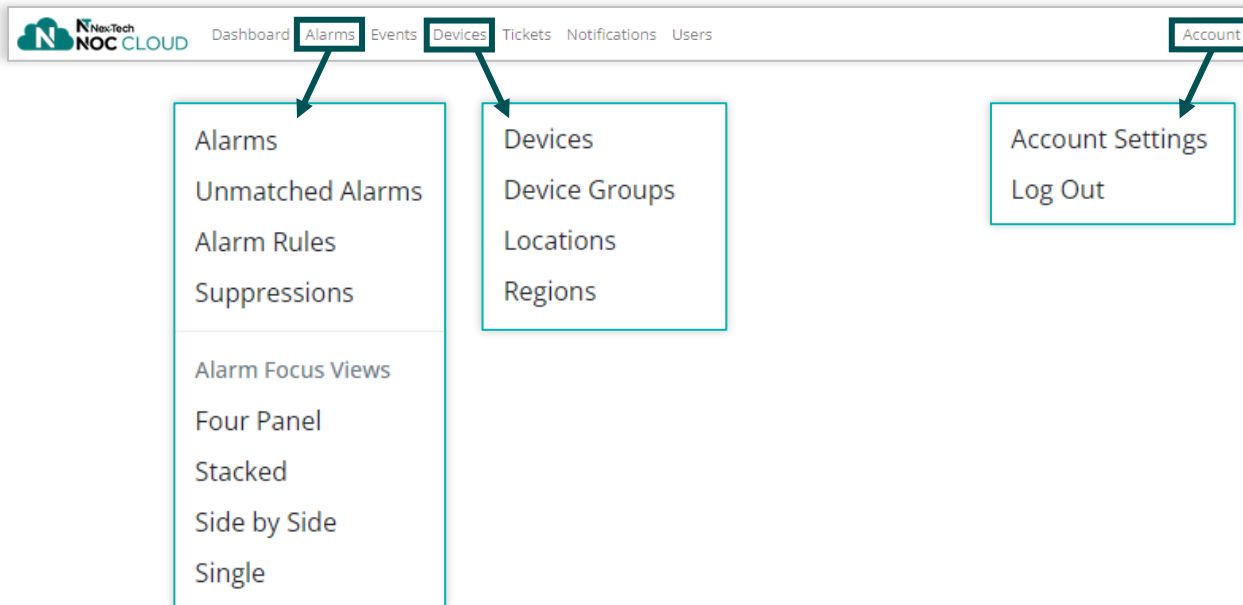 Nex-Tech
NOC CLOUD
Dashboard Alarms Events Devices Tickets Notifications Users Account
Alarms
Unmatched Alarms
Alarm Rules
Suppressions
Alarm Focus Views
Four Panel
Stacked
Side by Side
Single
Devices
Device Groups
Locations
Regions
Account Settings
Log Out